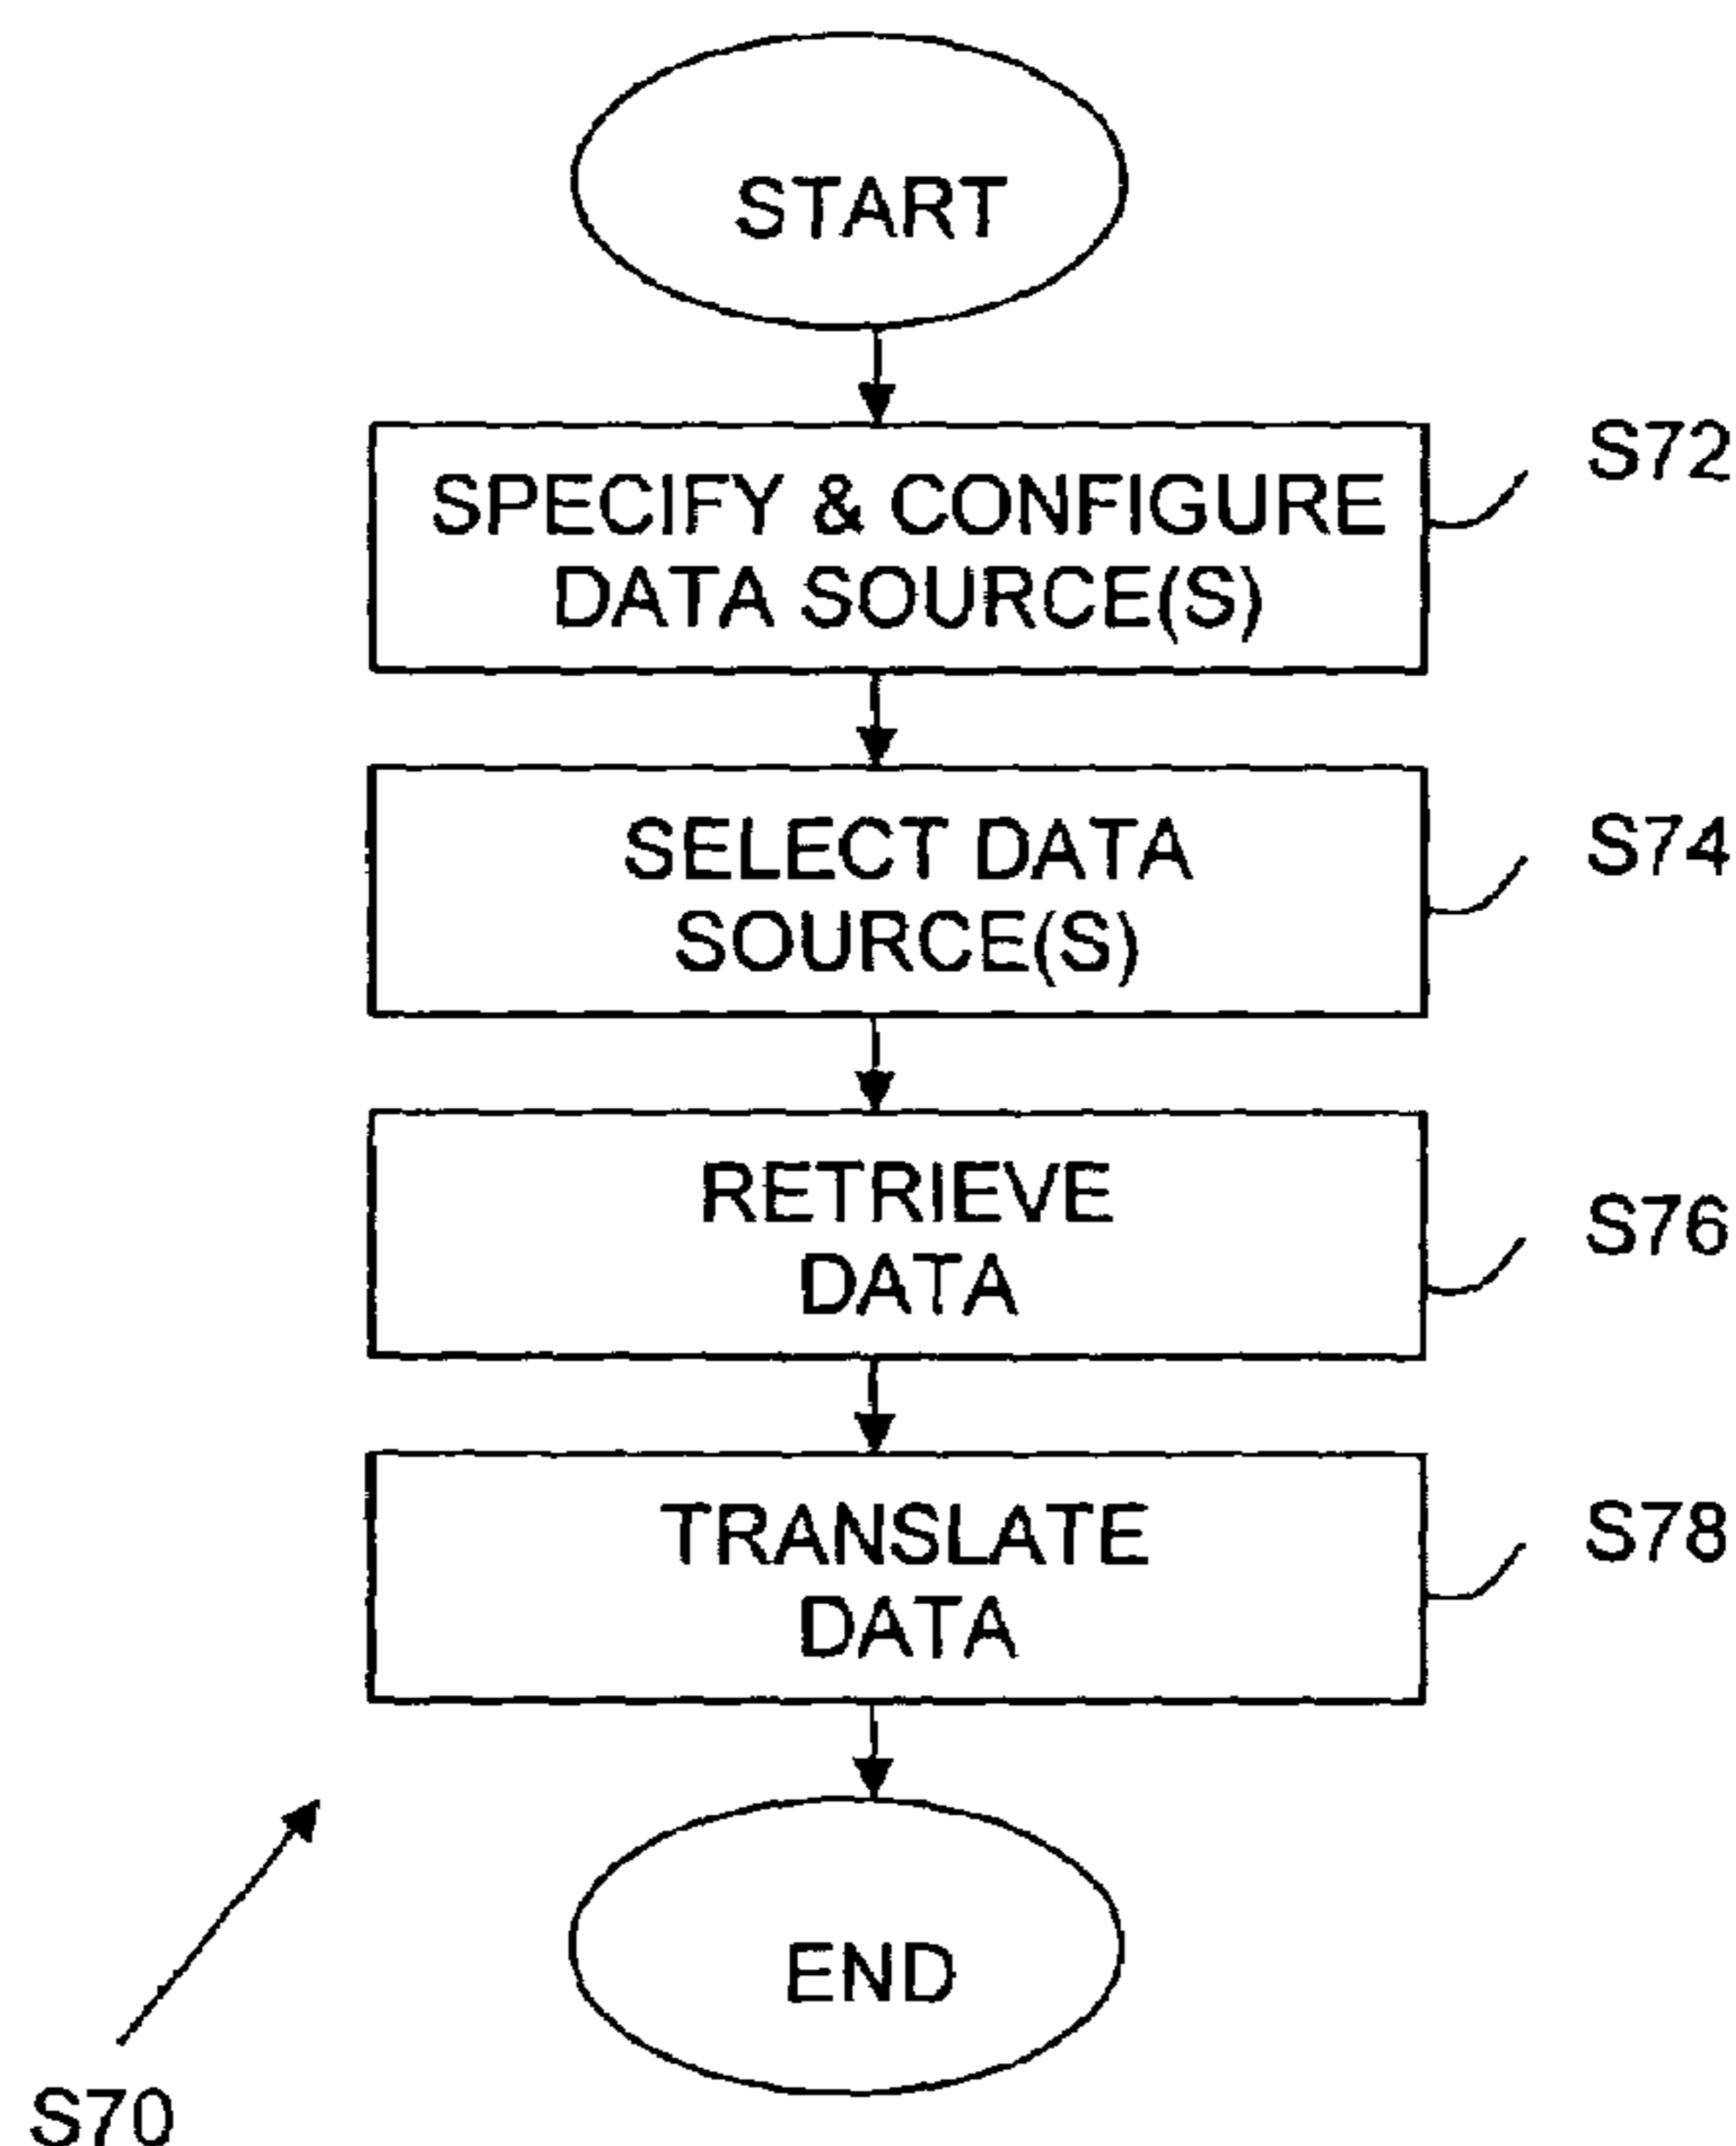 START
SPECIFY & CONFIGURE
DATA SOURCE(S)
S72
SELECT DATA
SOURCE(S)
S74
RETRIEVE
DATA
S76
TRANSLATE
DATA
S78
END
S70